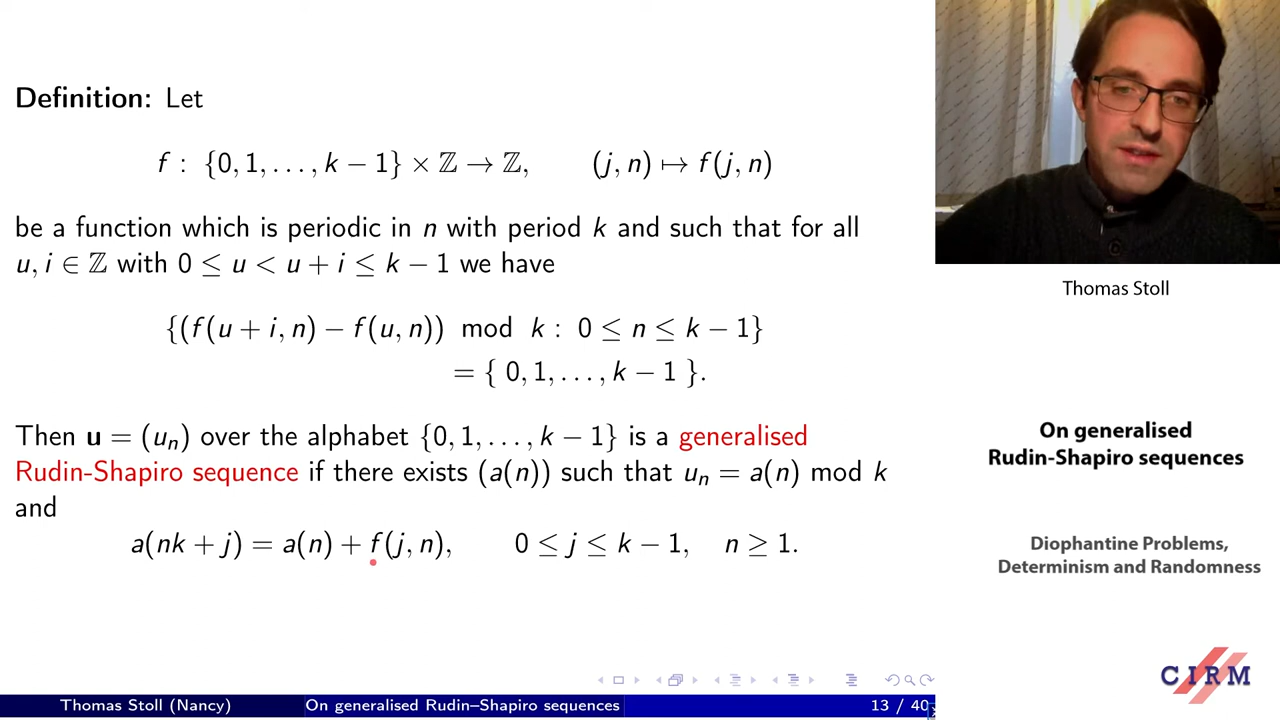 Definition: Let
f : {0, 1, . . . , k − 1} × ℤ → ℤ, (j, n) ↦ f(j, n)
be a function which is periodic in n with period k and such that for all
u, i ∈ ℤ with 0 ≤ u < u + i ≤ k − 1 we have
{(f(u + i, n) − f(u, n)) mod k : 0 ≤ n ≤ k − 1}
= { 0, 1, . . . , k − 1 }.
Then u = (uₙ) over the alphabet {0, 1, . . . , k − 1} is a generalised
Rudin-Shapiro sequence if there exists (a(n)) such that uₙ = a(n) mod k
and
a(nk + j) = a(n) + f(j, n), 0 ≤ j ≤ k − 1, n ≥ 1.
Thomas Stoll (Nancy) On generalised Rudin–Shapiro sequences 13 / 40
Thomas Stoll
On generalised
Rudin-Shapiro sequences
Diophantine Problems,
Determinism and Randomness
CIRM